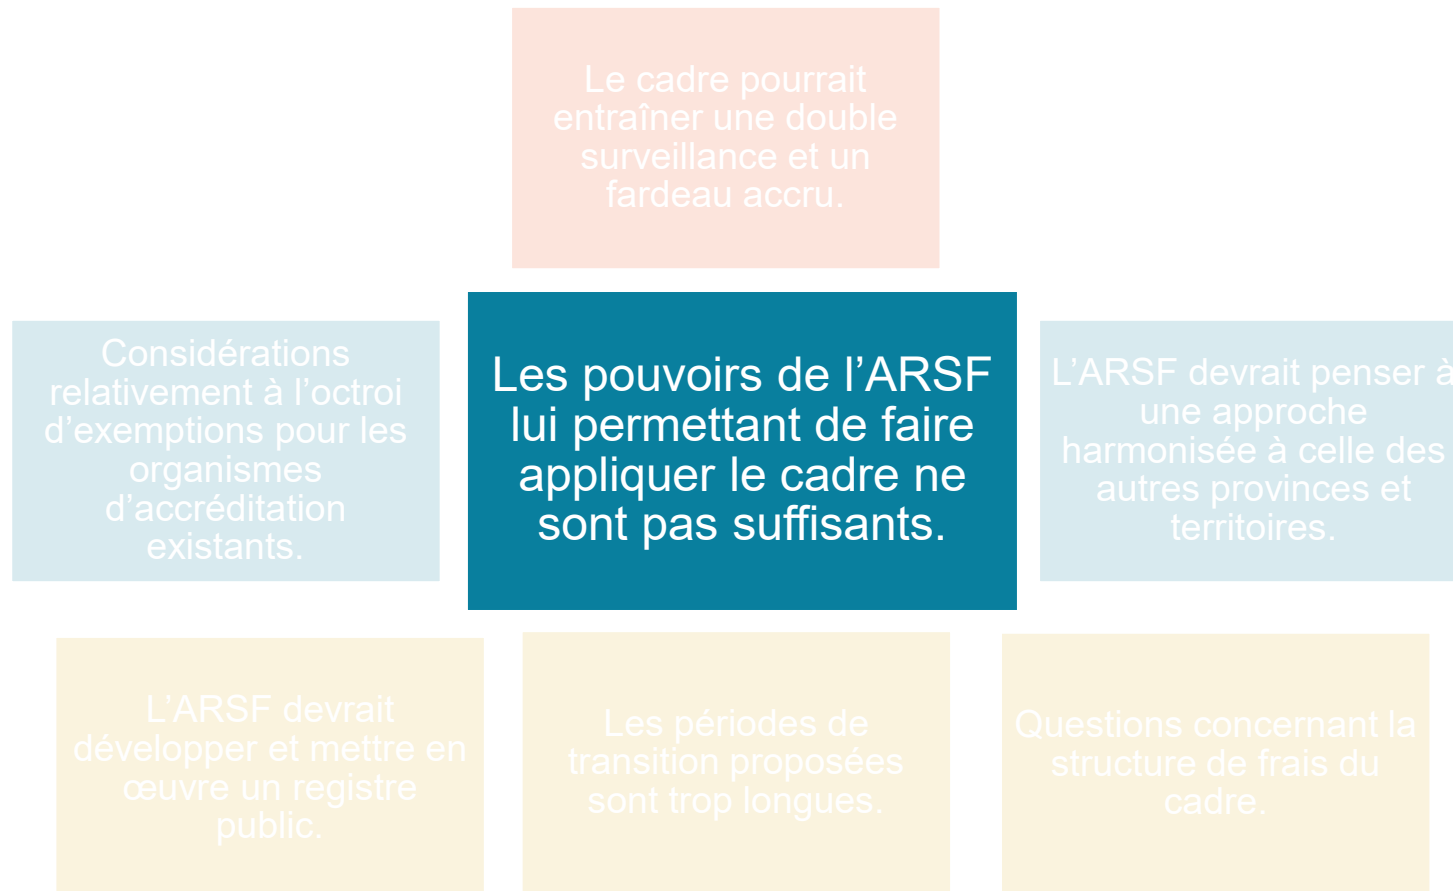 Le cadre pourrait
entraîner une double
surveillance et un
fardeau accru.
Considérations
relativement à l’octroi
d’exemptions pour les
organismes
d’accréditation
existants.
Les pouvoirs de l’ARSF
lui permettant de faire
appliquer le cadre ne
sont pas suffisants.
L’ARSF devrait penser à
une approche
harmonisée à celle des
autres provinces et
territoires.
L’ARSF devrait
développer et mettre en
œuvre un registre
public.
Les périodes de
transition proposées
sont trop longues.
Questions concernant la
structure de frais du
cadre.